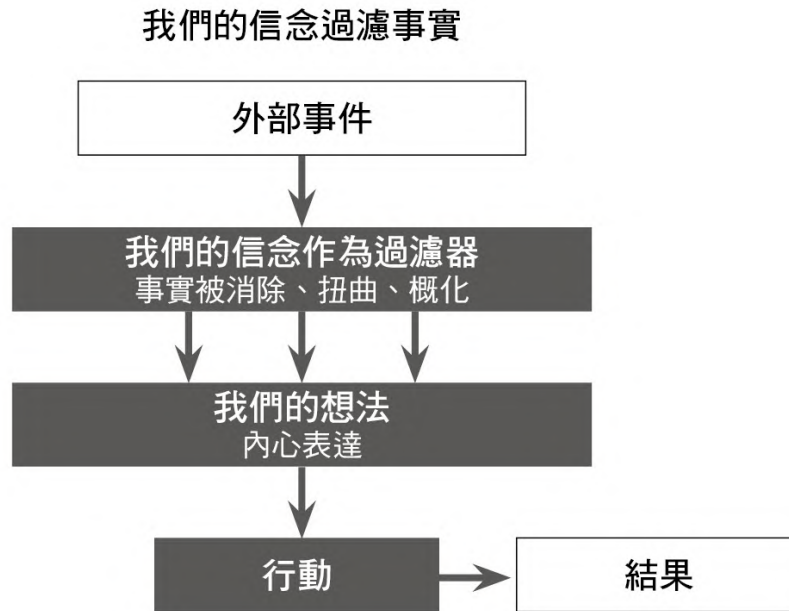 我們的信念過濾事實
外部事件
我們的信念作為過濾器
事實被消除、扭曲、概化
我們的想法
內心表達
行動
結果